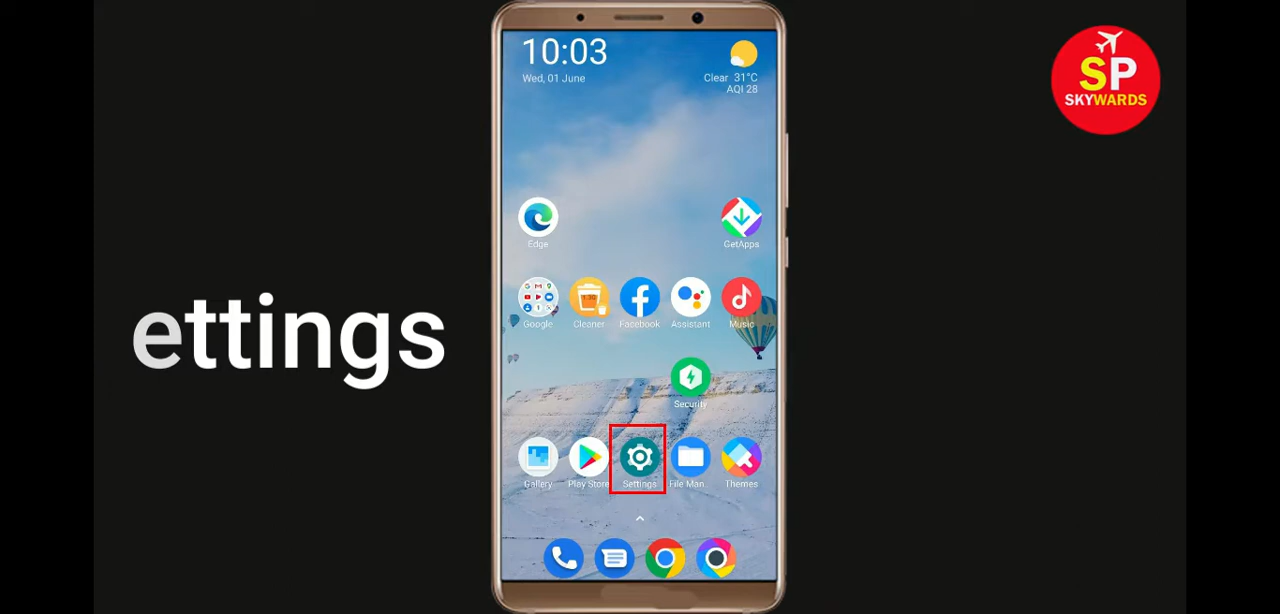 10:03
Wed, 01 June
Clear 31°C
AQI 28
SP
SKYWARDS
Edge
GetApps
Google
Cleaner
Facebook
Assistant
Music
ettings
Security
Gallery
Play Store
Settings
File Man
Themes